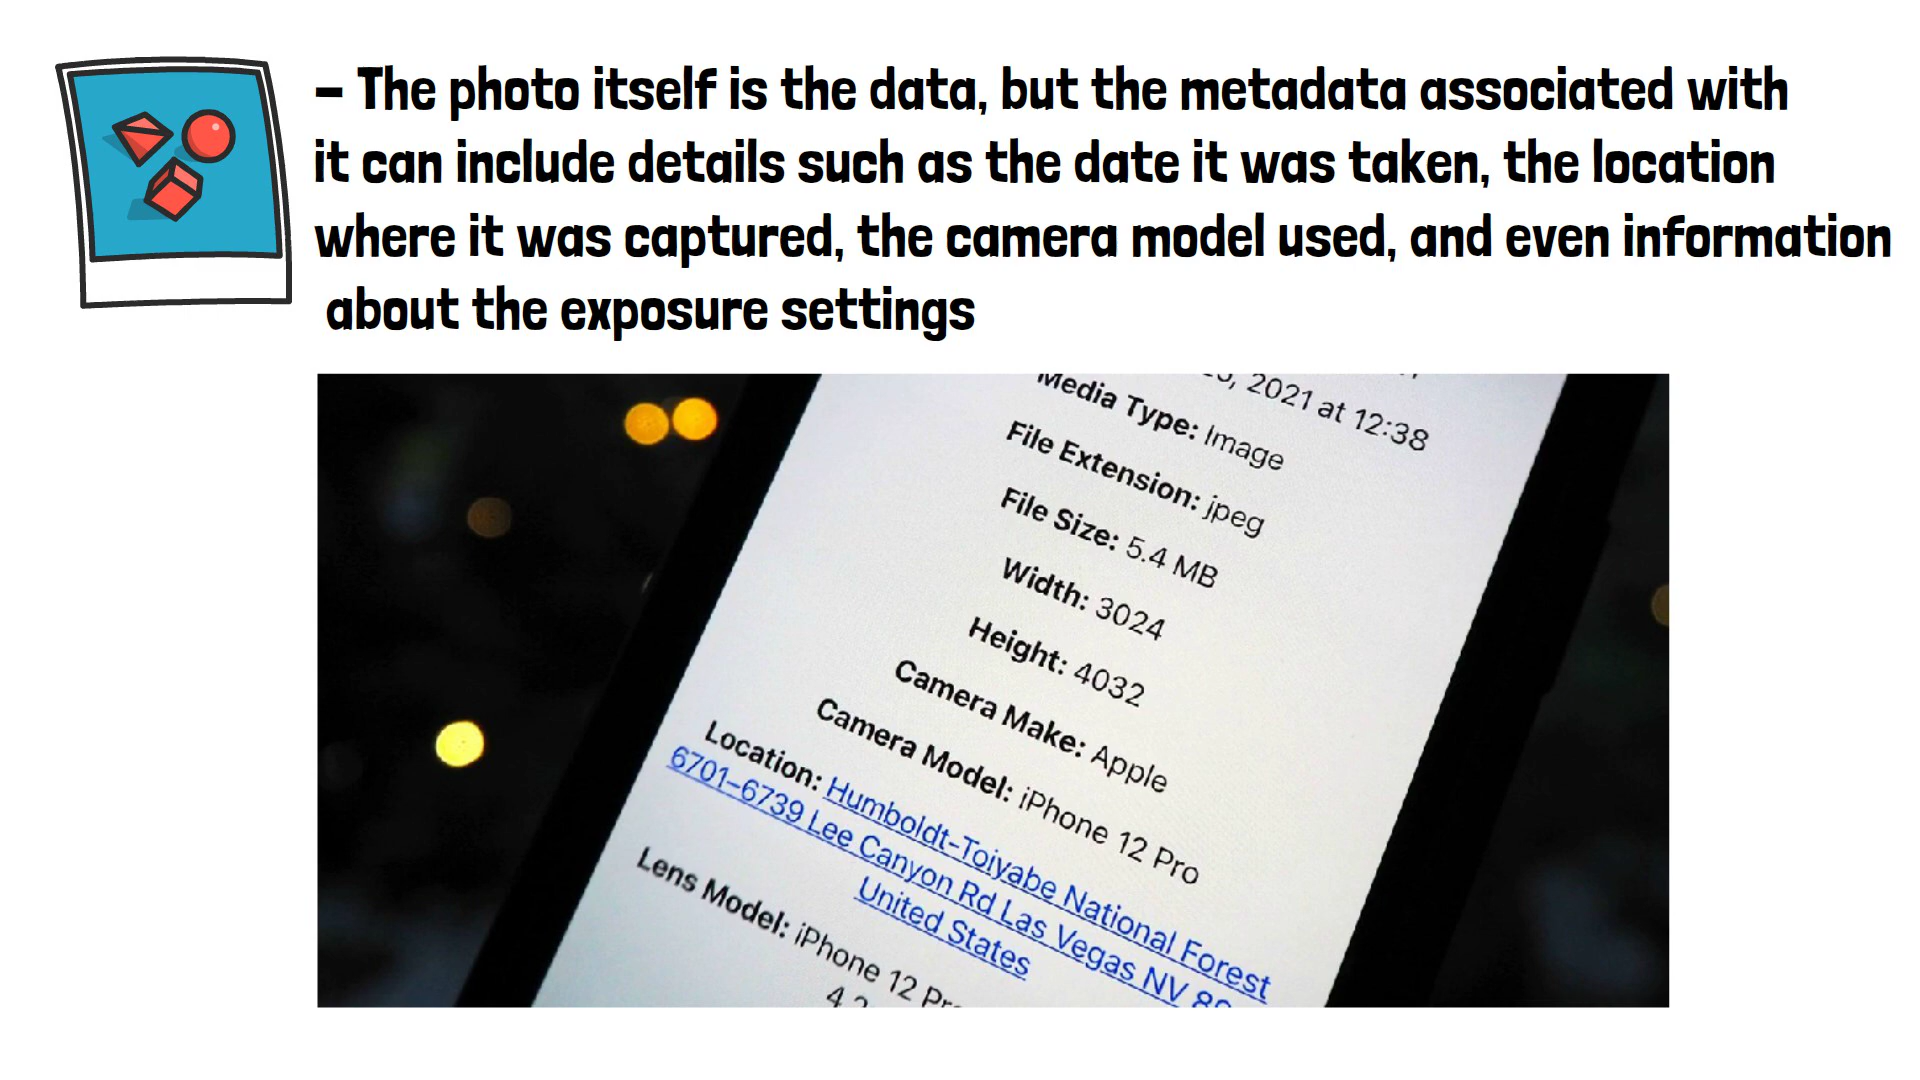 – The photo itself is the data, but the metadata associated with
it can include details such as the date it was taken, the location
where it was captured, the camera model used, and even information
about the exposure settings
2021 at 12:38
Media Type: Image
File Extension: jpeg
File Size: 5.4 MB
Width: 3024
Height: 4032
Camera Make: Apple
Camera Model: iPhone 12 Pro
Location: Humboldt-Toiyabe National Forest
6701–6739 Lee Canyon Rd Las Vegas NV
United States
Lens Model: iPhone 12